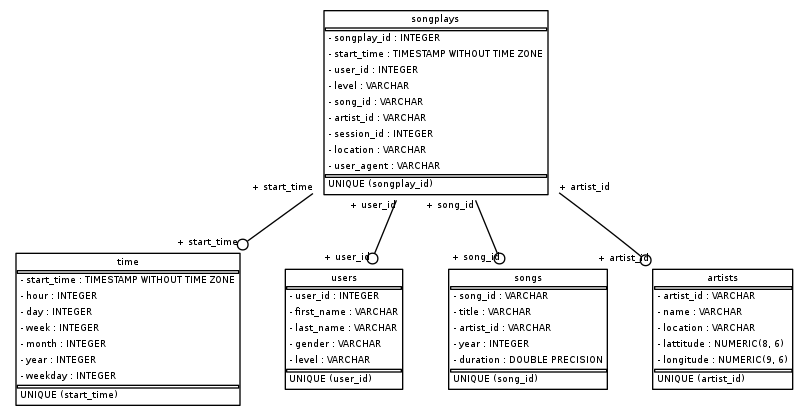 songplays
- songplay_id : INTEGER
- start_time : TIMESTAMP WITHOUT TIME ZONE
- user_id : INTEGER
- level : VARCHAR
- song_id : VARCHAR
- artist_id : VARCHAR
- session_id : INTEGER
- location : VARCHAR
- user_agent : VARCHAR
UNIQUE (songplay_id)
+ start_time
+ user_id
+ song_id
+ artist_id
+ start_time
+ user_id
+ song_id
+ artist_id
time
- start_time : TIMESTAMP WITHOUT TIME ZONE
- hour : INTEGER
- day : INTEGER
- week : INTEGER
- month : INTEGER
- year : INTEGER
- weekday : INTEGER
UNIQUE (start_time)
users
- user_id : INTEGER
- first_name : VARCHAR
- last_name : VARCHAR
- gender : VARCHAR
- level : VARCHAR
UNIQUE (user_id)
songs
- song_id : VARCHAR
- title : VARCHAR
- artist_id : VARCHAR
- year : INTEGER
- duration : DOUBLE PRECISION
UNIQUE (song_id)
artists
- artist_id : VARCHAR
- name : VARCHAR
- location : VARCHAR
- lattitude : NUMERIC(8, 6)
- longitude : NUMERIC(9, 6)
UNIQUE (artist_id)